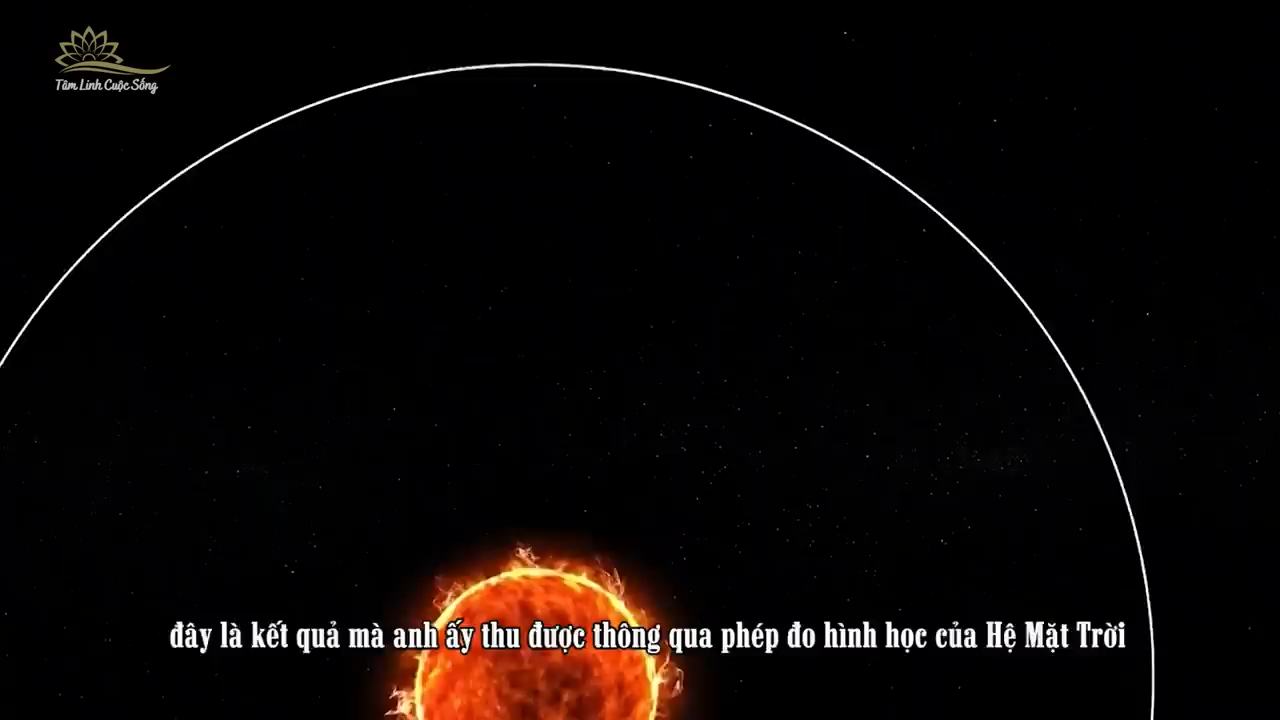 Tâm Linh Cuộc Sống
đây là kết quả mà anh ấy thu được thông qua phép đo hình học của Hệ Mặt Trời